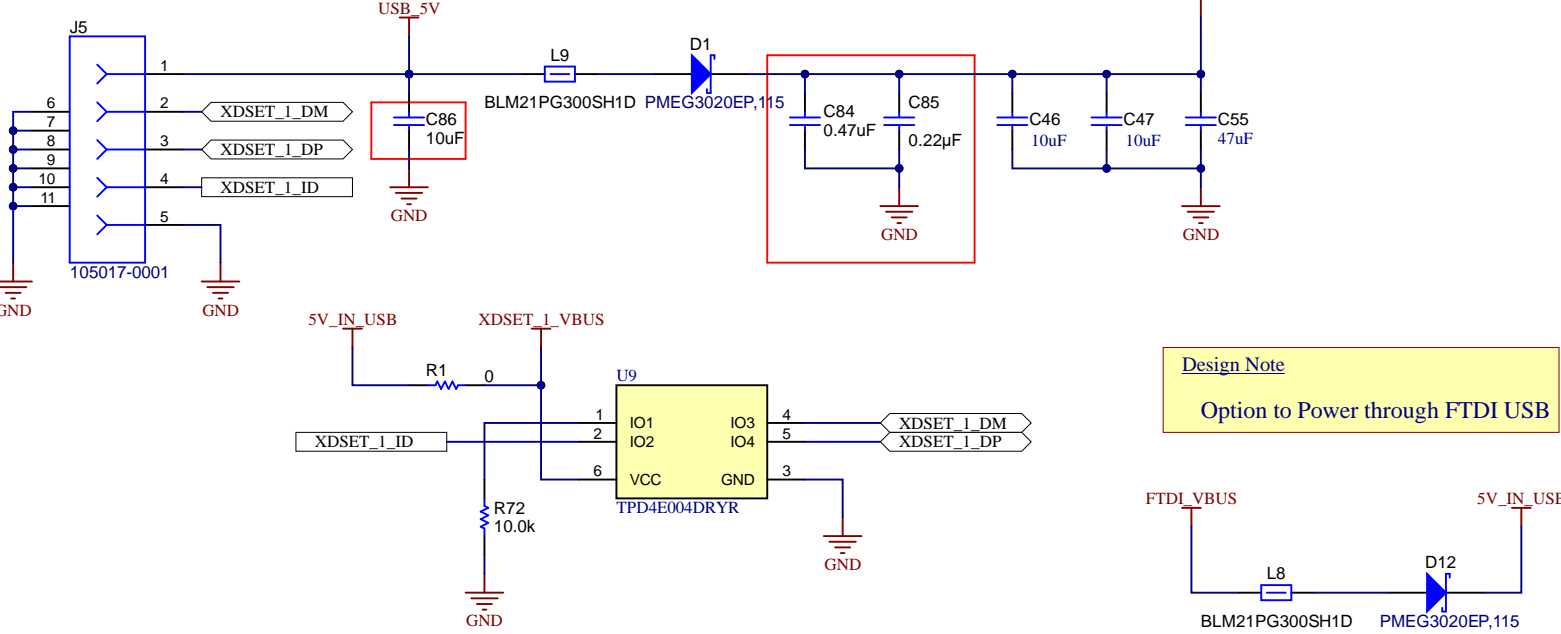 USB_5V
J5
1
2
3
4
5
6
7
8
9
10
11
XDSET_1_DM
XDSET_1_DP
XDSET_1_ID
105017-0001
GND
GND
C86
10uF
GND
L9
BLM21PG300SH1D
D1
PMEG3020EP,115
C84
0.47uF
C85
0.22µF
GND
C46
10uF
C47
10uF
C55
47uF
GND
5V_IN_USB
XDSET_1_VBUS
R1
0
U9
XDSET_1_ID
1
2
6
IO1
IO2
VCC
IO3
IO4
GND
4
5
3
XDSET_1_DM
XDSET_1_DP
TPD4E004DRYR
R72
10.0k
GND
GND
Design Note
Option to Power through FTDI USB
FTDI_VBUS
5V_IN_USB
L8
BLM21PG300SH1D
D12
PMEG3020EP,115